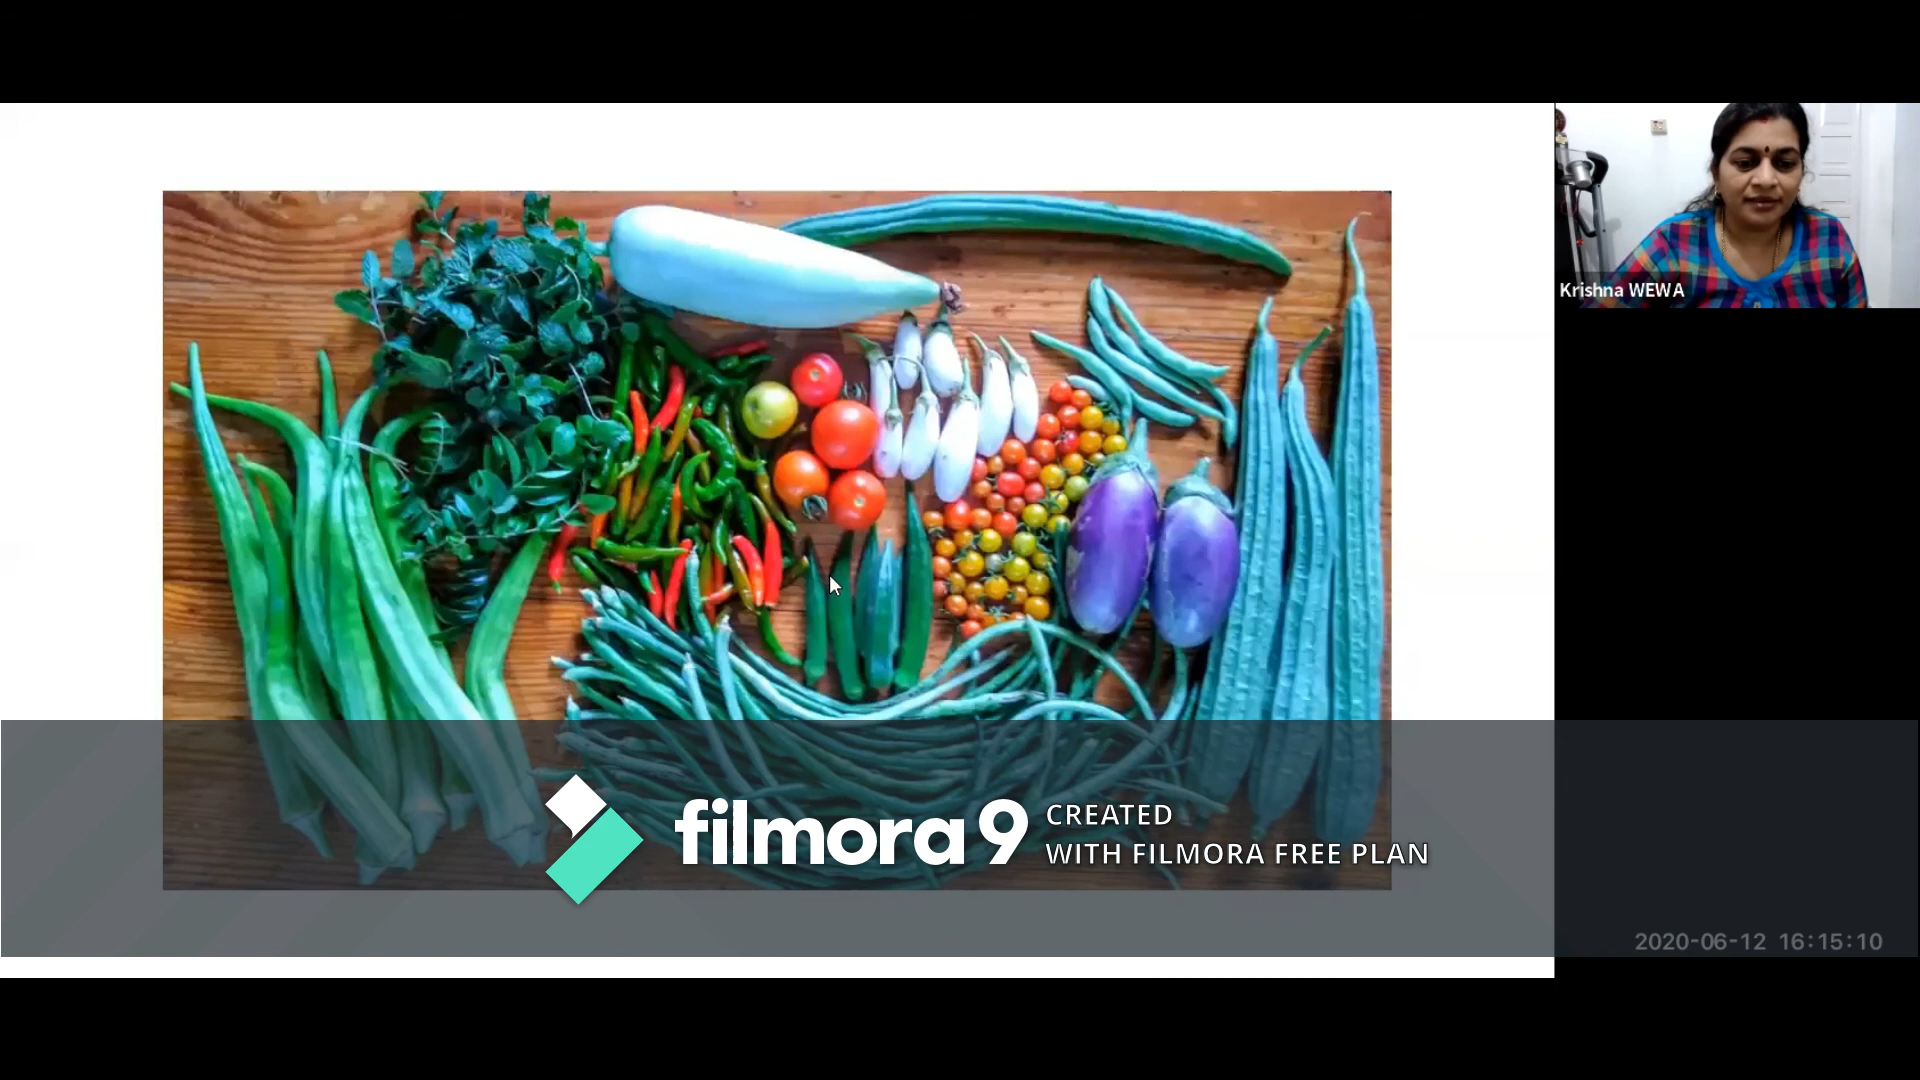 Krishna WEWA
filmora9 CREATED
WITH FILMORA FREE PLAN
2020-06-12 16:15:10